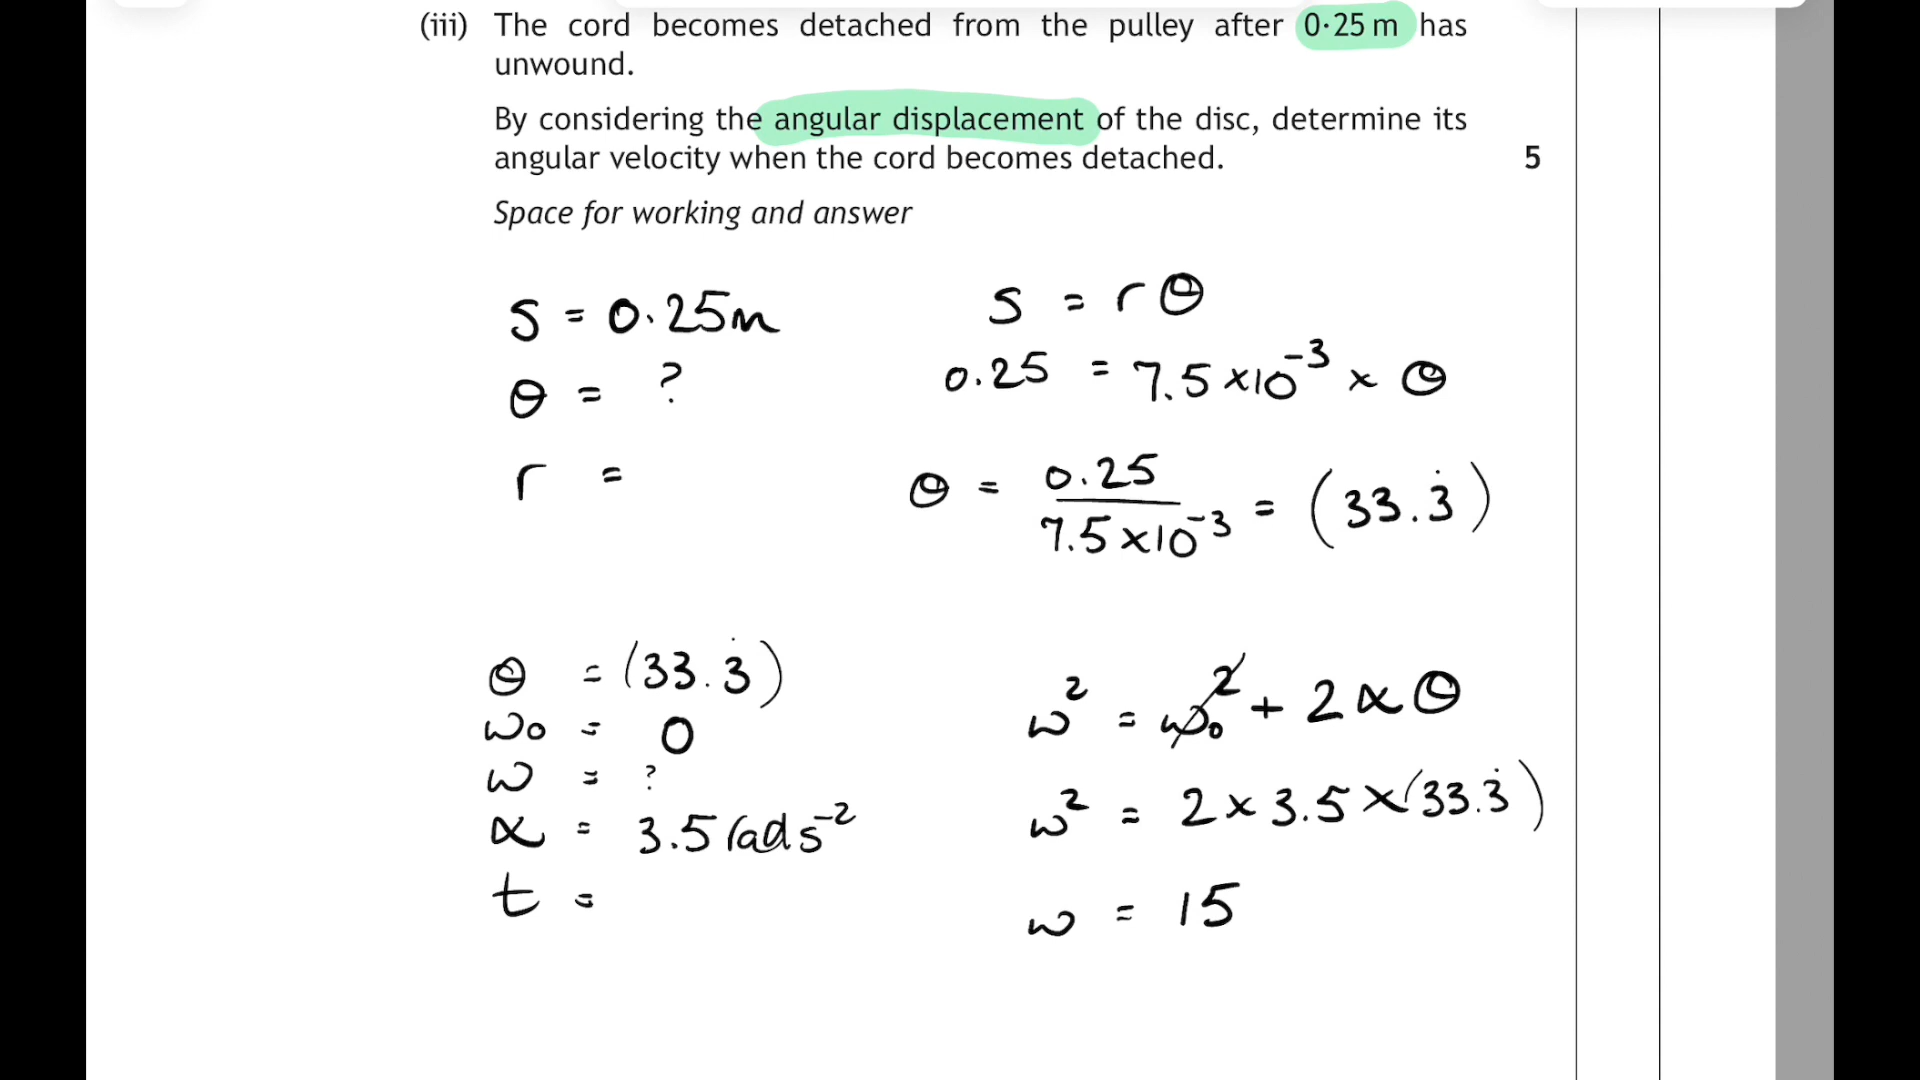 (iii) The cord becomes detached from the pulley after 0·25 m has
unwound.
By considering the angular displacement of the disc, determine its
angular velocity when the cord becomes detached.
5
Space for working and answer
s = 0.25m
θ = ?
r =
s = rθ
0.25 = 7.5×10⁻³ × θ
θ = 0.25 / 7.5×10⁻³ = (33.3̇)
θ = (33.3̇)
ω₀ = 0
ω = ?
α = 3.5 rad s⁻²
t =
ω² = ω₀² + 2αθ
ω² = 2 × 3.5 × (33.3̇)
ω = 15